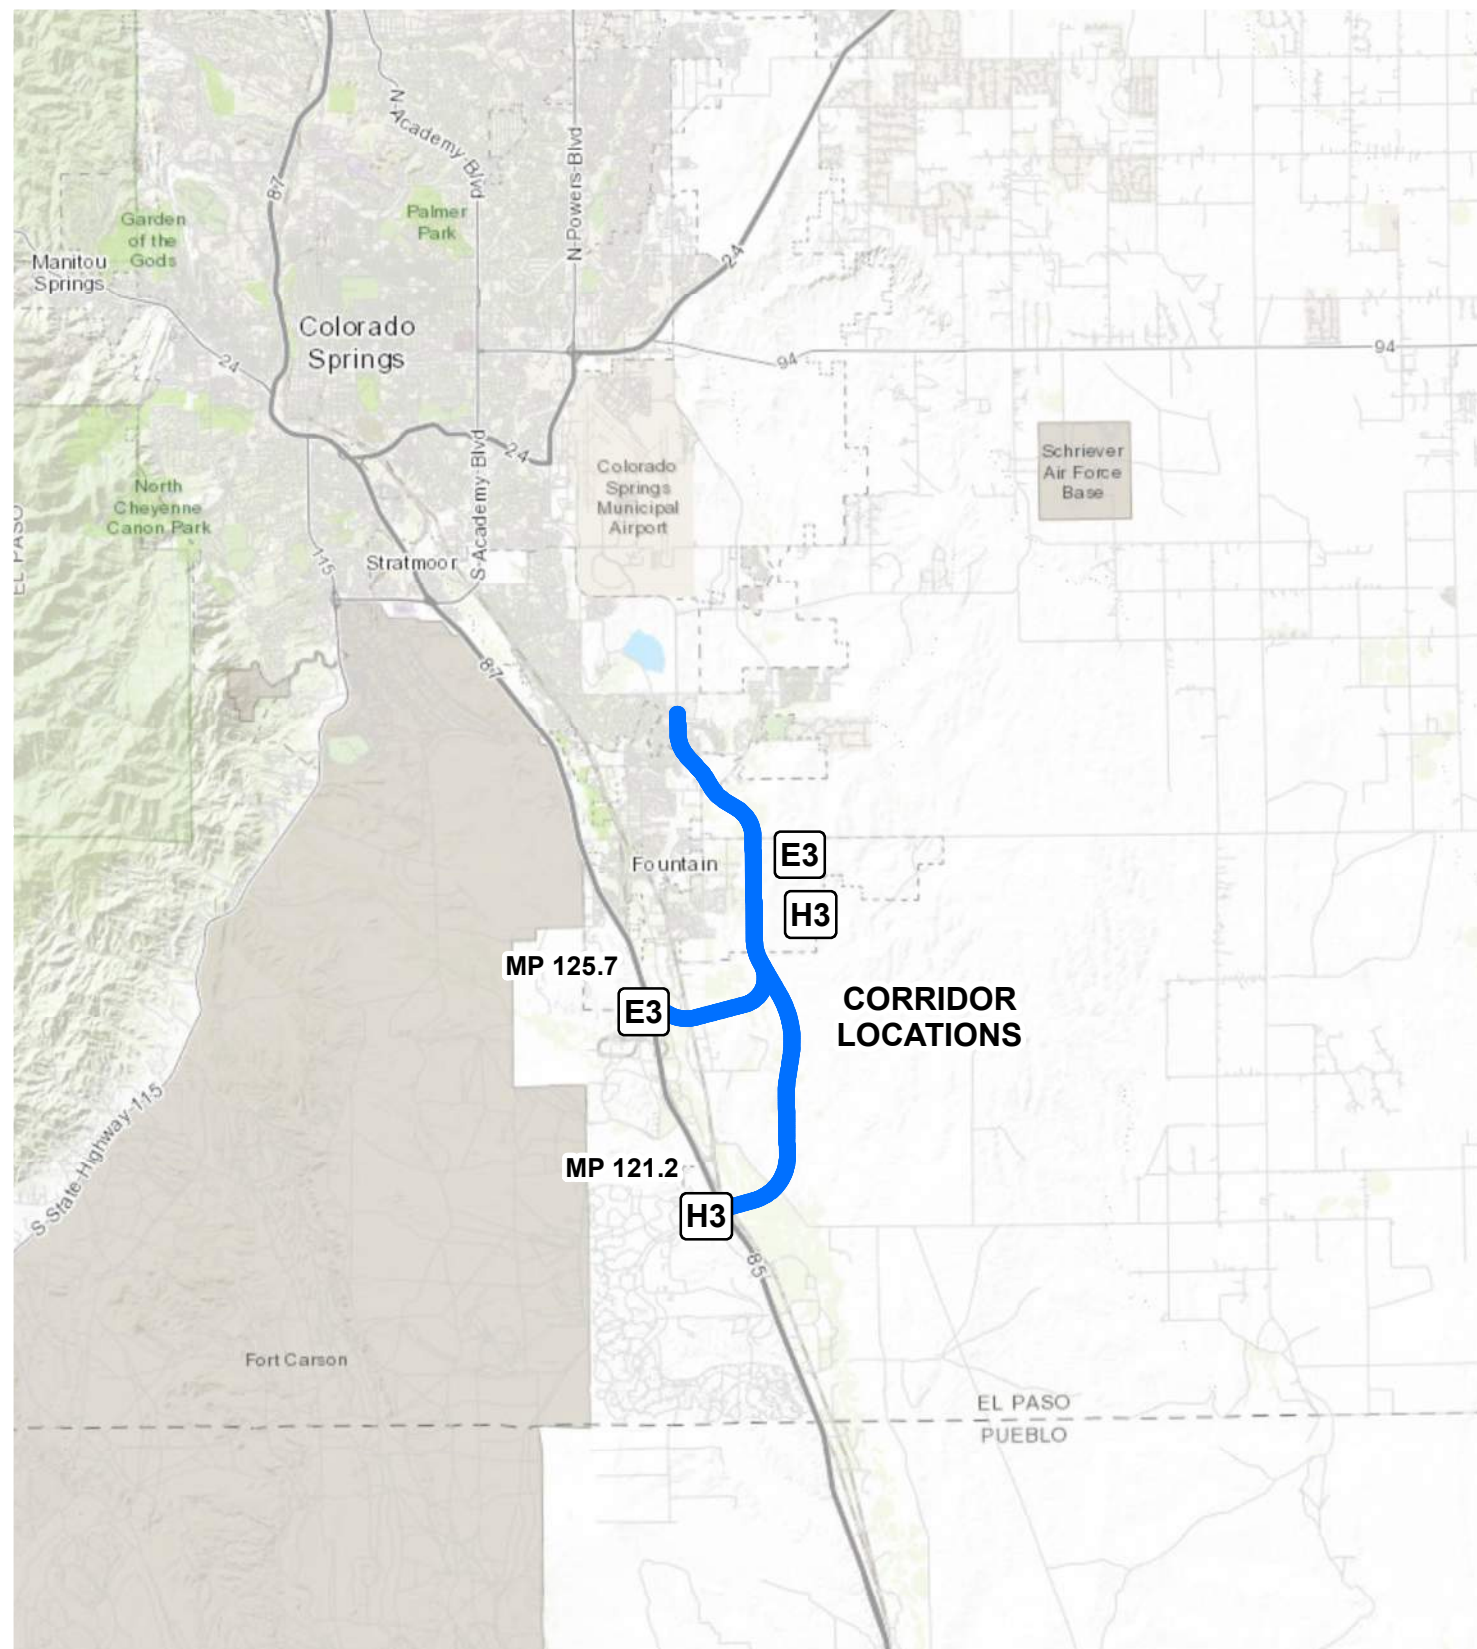 N Academy Blvd
87
Garden
of the
Gods
Palmer
Park
N Powers Blvd
24
Manitou
Springs
Colorado
Springs
24
94
94
24
S Academy Blvd
Colorado
Springs
Municipal
Airport
Schriever
Air Force
Base
North
Cheyenne
Canon Park
EL PASO
115
Stratmoor
87
E3
Fountain
H3
MP 125.7
E3
CORRIDOR
LOCATIONS
S State Highway 115
MP 121.2
H3
85
Fort Carson
EL PASO
PUEBLO